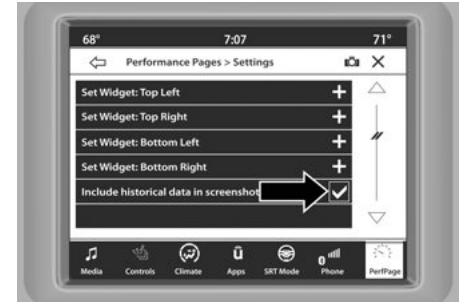 68° 7:07 71°
Performance Pages > Settings
Set Widget: Top Left
Set Widget: Top Right
Set Widget: Bottom Left
Set Widget: Bottom Right
Include historical data in screenshot
Media Controls Climate Apps SRT Mode 0 Phone PerfPage